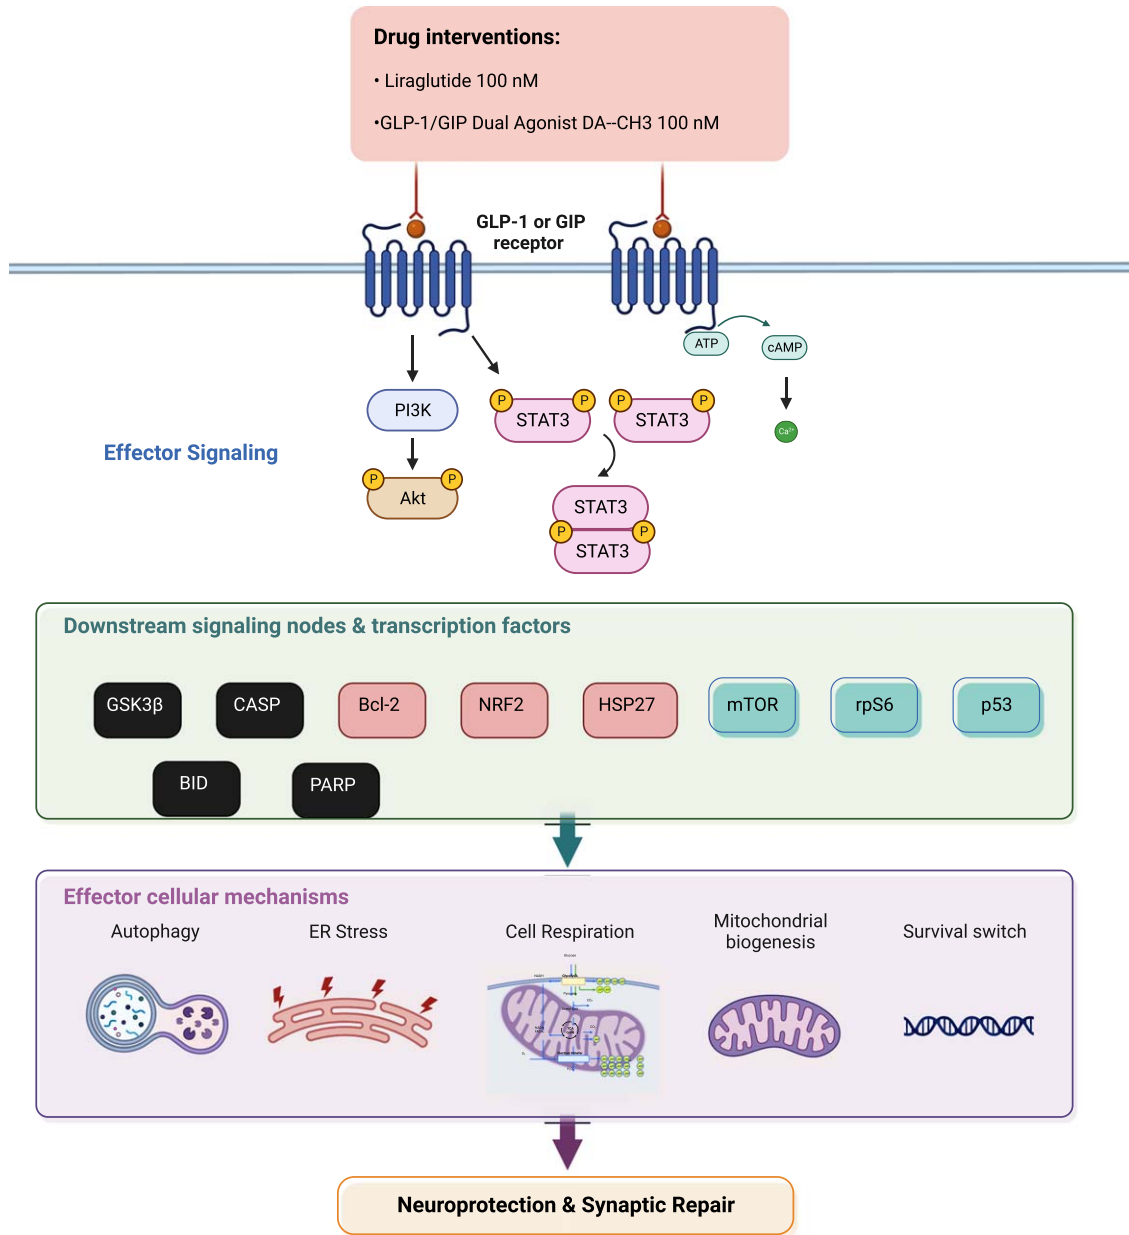 Drug interventions:
• Liraglutide 100 nM
•GLP-1/GIP Dual Agonist DA--CH3 100 nM
GLP-1 or GIP
receptor
ATP
cAMP
PI3K
P
P
STAT3
P
P
STAT3
Ca²⁺
Effector Signaling
P
P
Akt
STAT3
P
P
STAT3
Downstream signaling nodes & transcription factors
GSK3β
CASP
Bcl-2
NRF2
HSP27
mTOR
rpS6
p53
BID
PARP
Effector cellular mechanisms
Autophagy
ER Stress
Cell Respiration
Mitochondrial
biogenesis
Survival switch
Glucose
Neuroprotection & Synaptic Repair